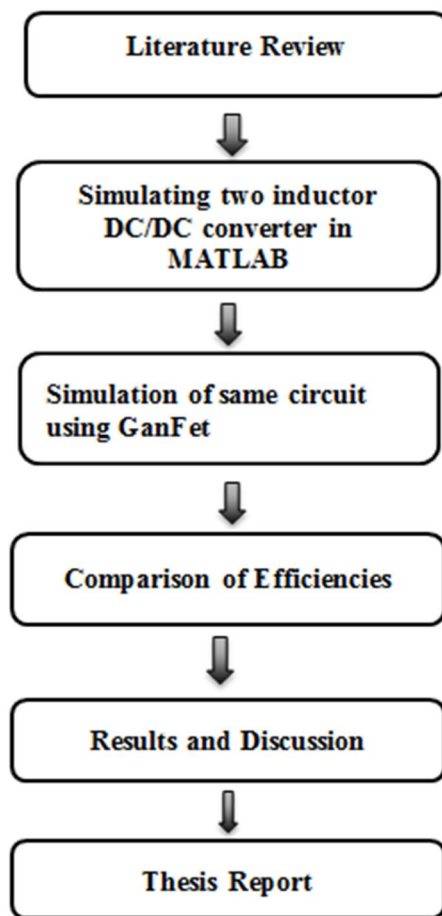 Literature Review
Simulating two inductor
DC/DC converter in
MATLAB
Simulation of same circuit
using GanFet
Comparison of Efficiencies
Results and Discussion
Thesis Report